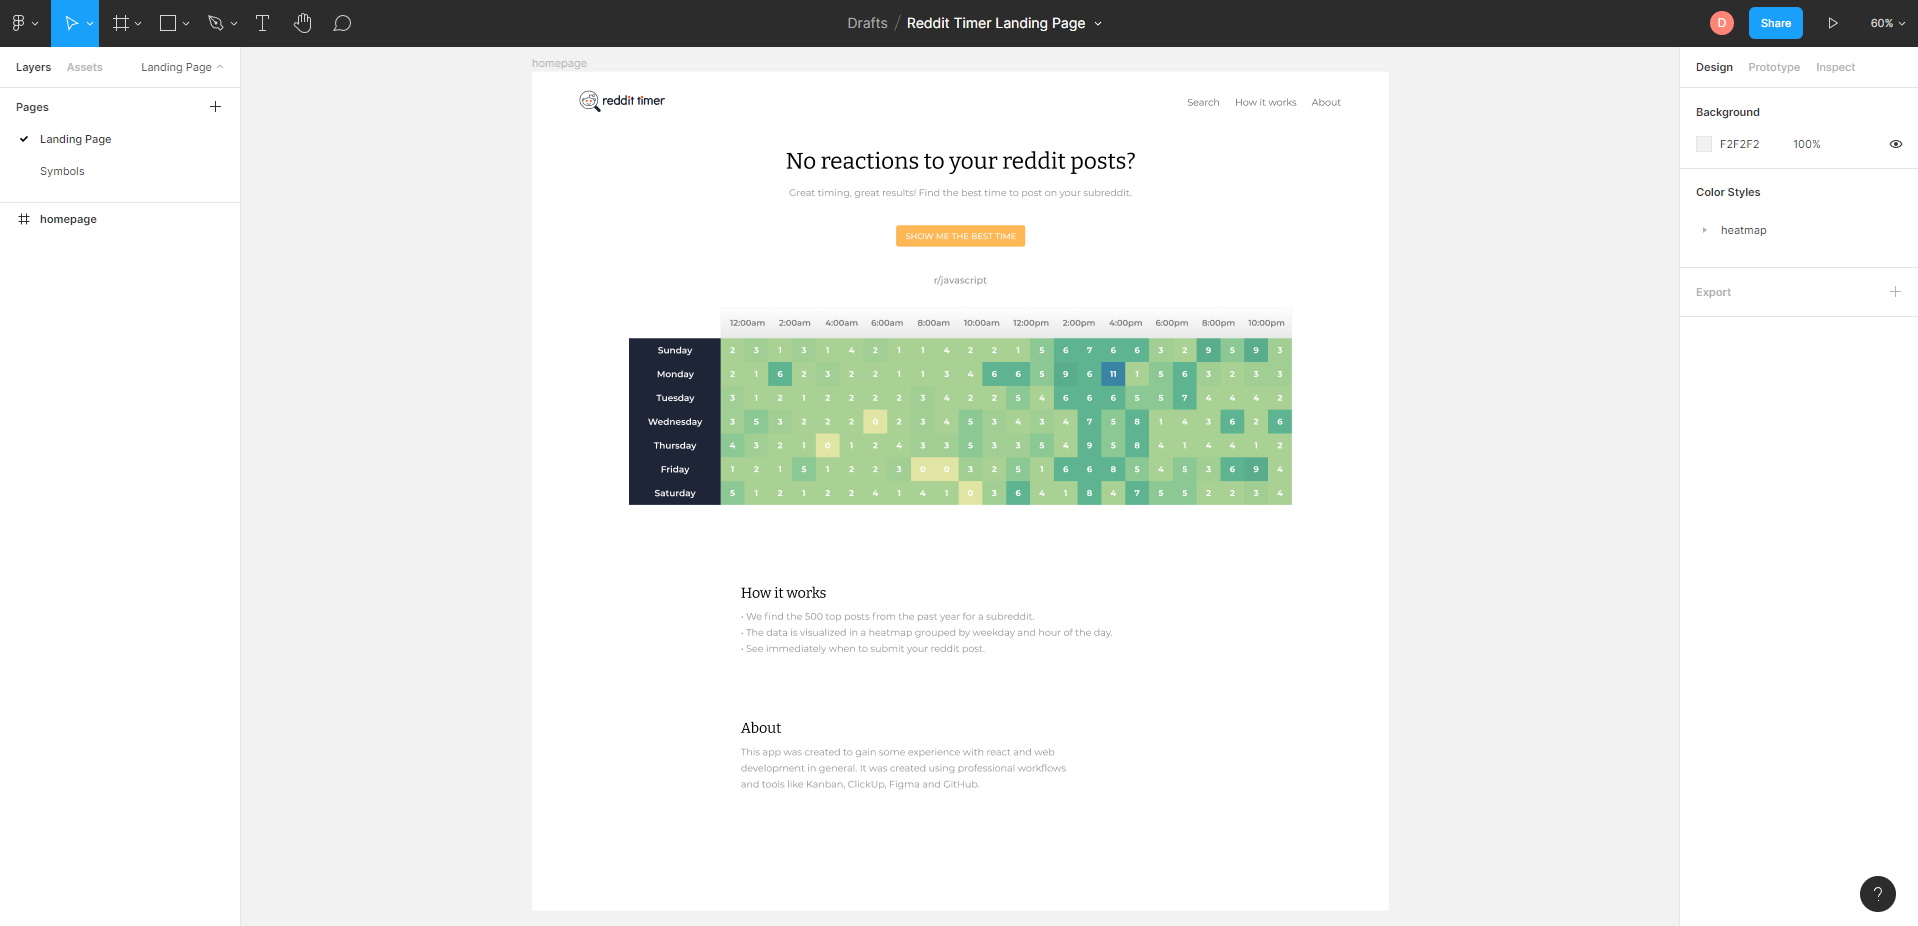 Drafts / Reddit Timer Landing Page
D
Share
60%
Layers Assets Landing Page
Pages
Landing Page
Symbols
homepage
homepage
reddit timer
Search How it works About
No reactions to your reddit posts?
Great timing, great results! Find the best time to post on your subreddit.
SHOW ME THE BEST TIME
r/javascript
12:00am 2:00am 4:00am 6:00am 8:00am 10:00am 12:00pm 2:00pm 4:00pm 6:00pm 8:00pm 10:00pm
Sunday 2 3 1 3 1 4 2 1 1 4 2 2 1 5 6 7 6 6 3 2 9 5 9 3
Monday 2 1 6 2 3 2 2 1 1 3 4 6 6 5 9 6 11 1 5 6 3 2 3 3
Tuesday 3 1 2 1 2 2 2 2 3 4 2 2 5 4 6 6 6 5 5 7 4 4 4 2
Wednesday 3 5 3 2 2 2 0 2 3 4 5 3 4 3 4 7 5 8 1 4 3 6 2 6
Thursday 4 3 2 1 0 1 2 4 3 3 5 3 3 5 4 9 5 8 4 1 4 4 1 2
Friday 1 2 1 5 1 2 2 3 0 0 3 2 5 1 6 6 8 5 4 5 3 6 9 4
Saturday 5 1 2 1 2 2 4 1 4 1 0 3 6 4 1 8 4 7 5 5 2 2 3 4
How it works
• We find the 500 top posts from the past year for a subreddit.
• The data is visualized in a heatmap grouped by weekday and hour of the day.
• See immediately when to submit your reddit post.
About
This app was created to gain some experience with react and web
development in general. It was created using professional workflows
and tools like Kanban, ClickUp, Figma and GitHub.
Design Prototype Inspect
Background
F2F2F2 100%
Color Styles
heatmap
Export
?